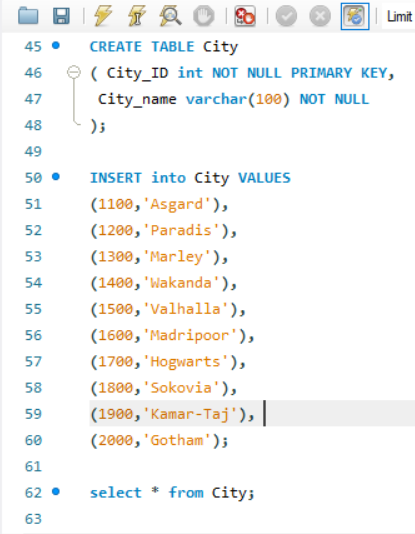 Limit
45 CREATE TABLE City
46 ( City_ID int NOT NULL PRIMARY KEY,
47 City_name varchar(100) NOT NULL
48 );
49
50 INSERT into City VALUES
51 (1100,'Asgard'),
52 (1200,'Paradis'),
53 (1300,'Marley'),
54 (1400,'Wakanda'),
55 (1500,'Valhalla'),
56 (1600,'Madripoor'),
57 (1700,'Hogwarts'),
58 (1800,'Sokovia'),
59 (1900,'Kamar-Taj'),
60 (2000,'Gotham');
61
62 select * from City;
63